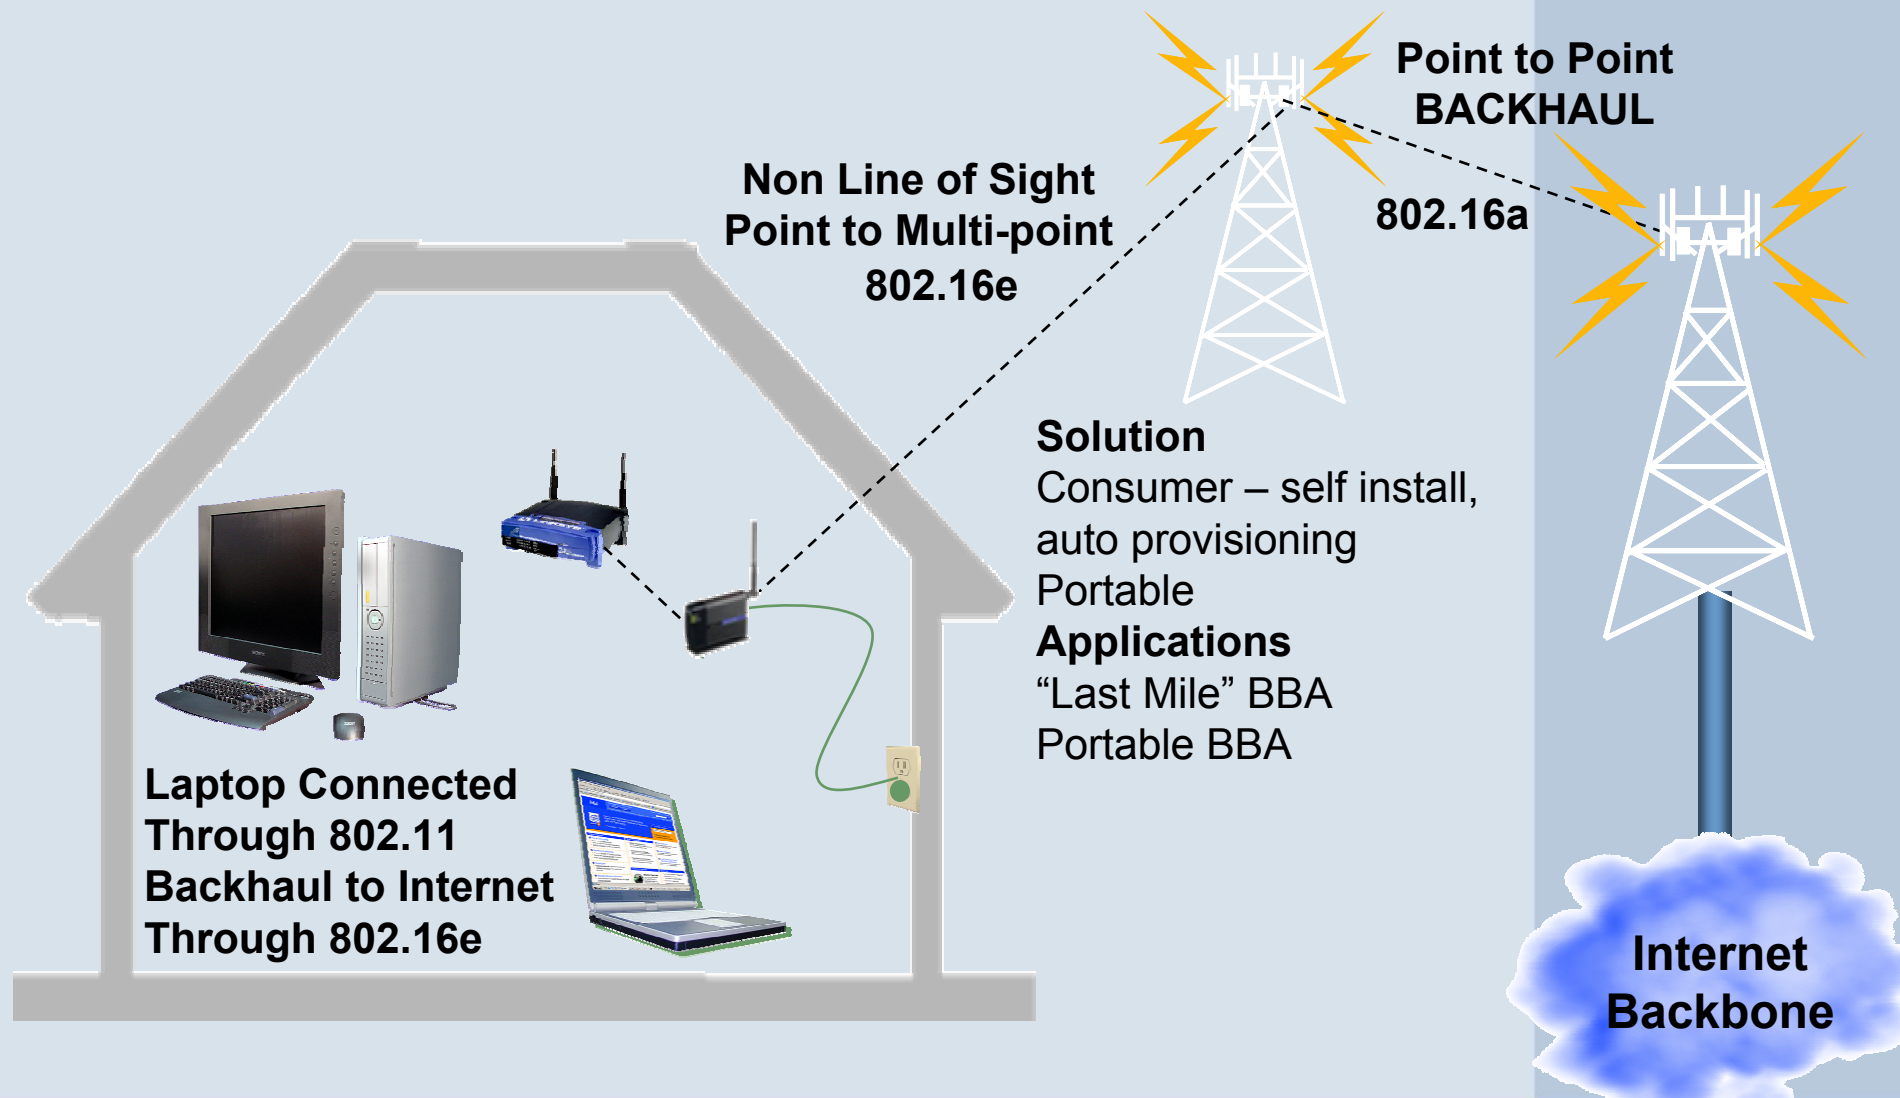 Point to Point
BACKHAUL
Non Line of Sight
Point to Multi-point
802.16e
802.16a
Solution
Consumer – self install,
auto provisioning
Portable
Applications
“Last Mile” BBA
Portable BBA
Laptop Connected
Through 802.11
Backhaul to Internet
Through 802.16e
Internet
Backbone